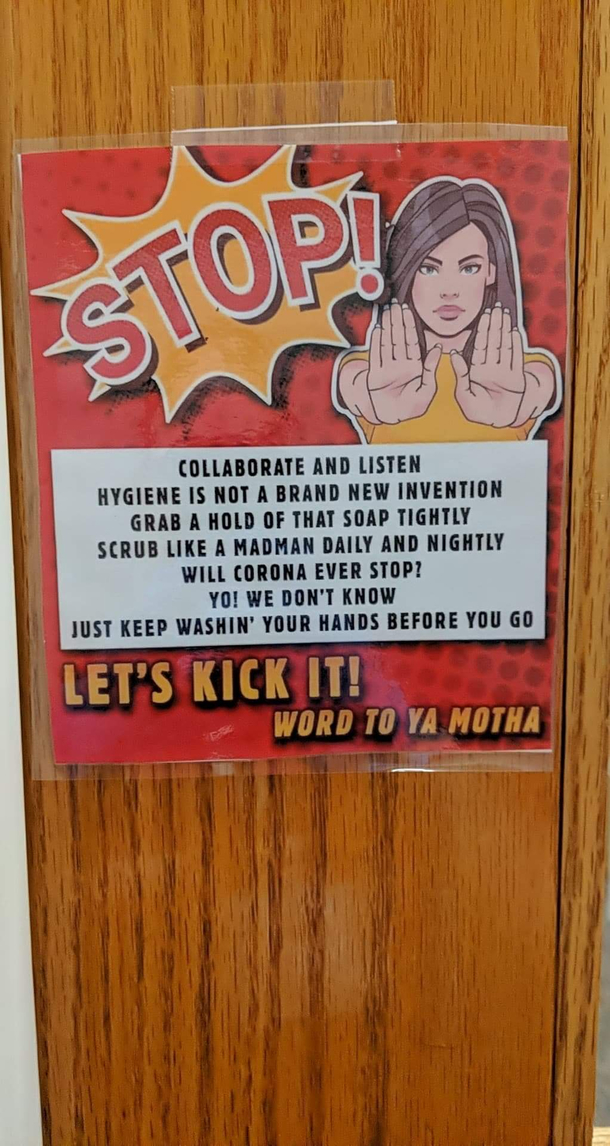 STOP!
COLLABORATE AND LISTEN
HYGIENE IS NOT A BRAND NEW INVENTION
GRAB A HOLD OF THAT SOAP TIGHTLY
SCRUB LIKE A MADMAN DAILY AND NIGHTLY
WILL CORONA EVER STOP?
YO! WE DON'T KNOW
JUST KEEP WASHIN' YOUR HANDS BEFORE YOU GO
LET'S KICK IT!
WORD TO YA MOTHA